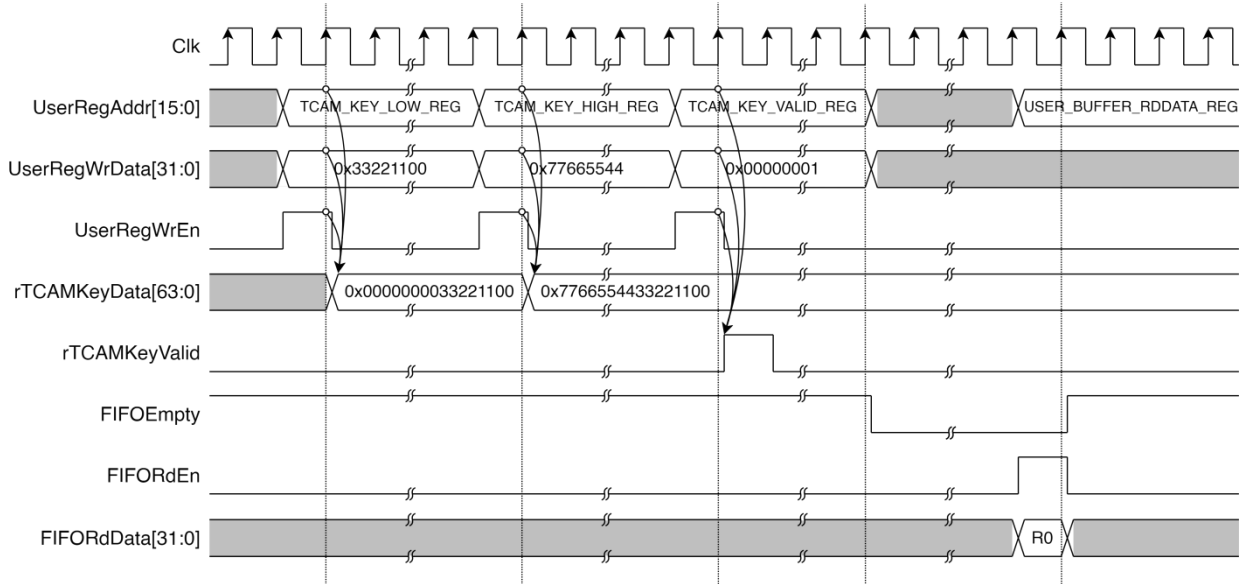 Clk
UserRegAddr[15:0] TCAM_KEY_LOW_REG TCAM_KEY_HIGH_REG TCAM_KEY_VALID_REG USER_BUFFER_RDDATA_REG
UserRegWrData[31:0] 0x33221100 0x77665544 0x00000001
UserRegWrEn
rTCAMKeyData[63:0] 0x0000000033221100 0x7766554433221100
rTCAMKeyValid
FIFOEmpty
FIFORdEn
FIFORdData[31:0] R0